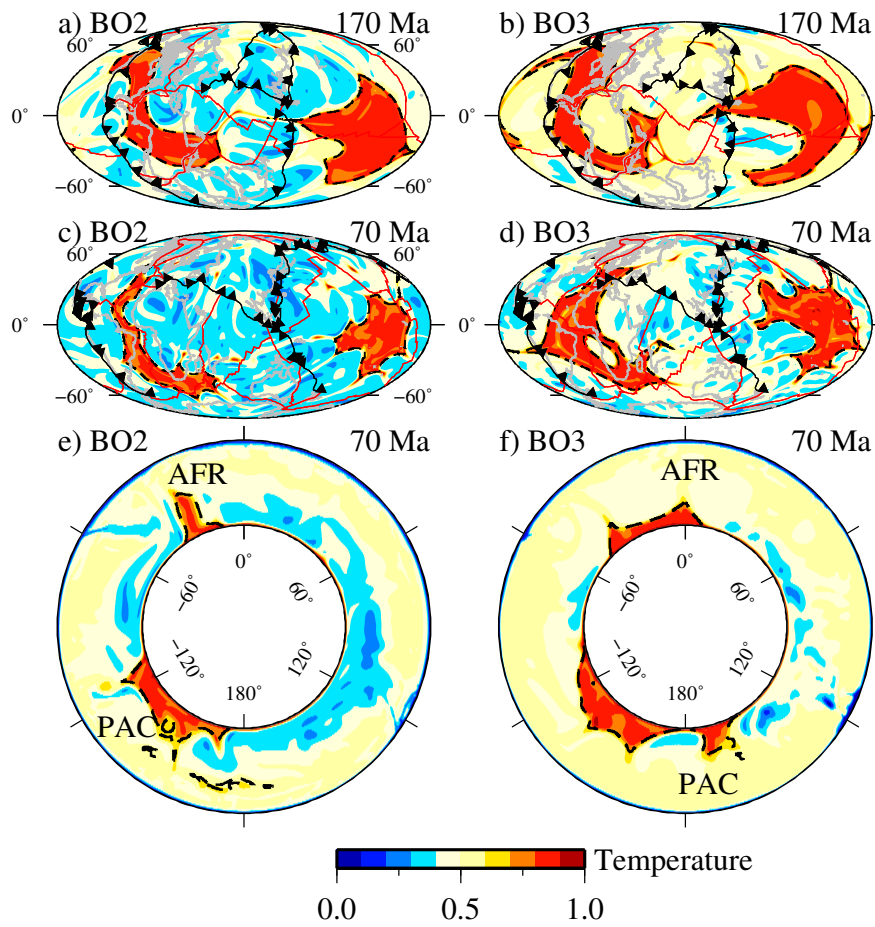 a) BO2 170 Ma b) BO3 170 Ma
60° 60°
0° 0°
−60° −60°
c) BO2 70 Ma d) BO3 70 Ma
60° 60°
0° 0°
−60° −60°
e) BO2 70 Ma f) BO3 70 Ma
AFR AFR
0° 0°
−60° 60° −60° 60°
−120° 120° −120° 120°
180° 180°
PAC PAC
Temperature
0.0 0.5 1.0